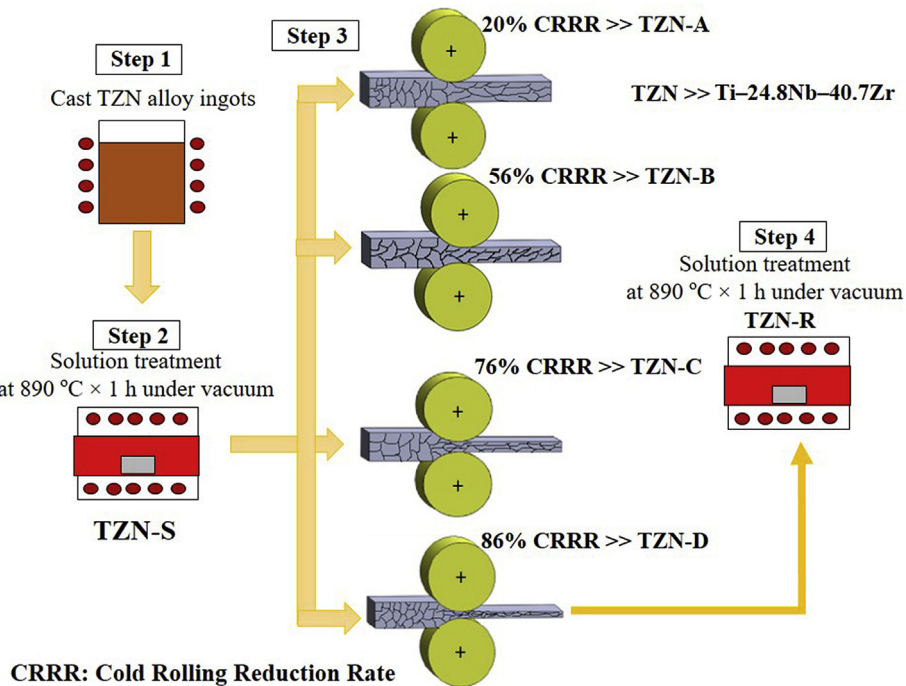 Step 1
Cast TZN alloy ingots
Step 2
Solution treatment
at 890 °C × 1 h under vacuum
TZN-S
Step 3
20% CRRR >> TZN-A
TZN >> Ti–24.8Nb–40.7Zr
56% CRRR >> TZN-B
76% CRRR >> TZN-C
86% CRRR >> TZN-D
Step 4
Solution treatment
at 890 °C × 1 h under vacuum
TZN-R
CRRR: Cold Rolling Reduction Rate